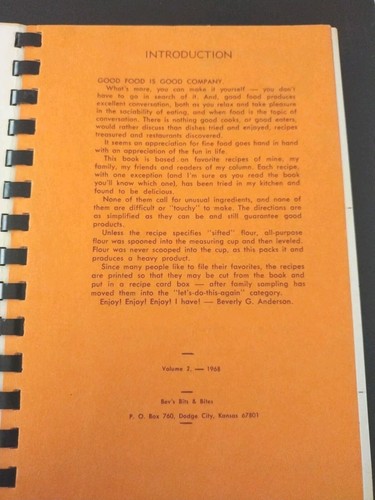 INTRODUCTION
GOOD FOOD IS GOOD COMPANY.
What's more, you can make it yourself — you don't
have to go in search of it. And, good food produces
excellent conversation, both as you relax and take pleasure
in the sociability of eating, and when food is the topic of
conversation. There is nothing good cooks, or good eaters,
would rather discuss than dishes tried and enjoyed, recipes
treasured and restaurants discovered.
It seems an appreciation for fine food goes hand in hand
with an appreciation of the fun in life.
This book is based on favorite recipes of mine, my
family, my friends and readers of my column. Each recipe,
with one exception (and I'm sure as you read the book
you'll know which one), has been tried in my kitchen and
found to be delicious.
None of them call for unusual ingredients, and none of
them are difficult or "touchy" to make. The directions are
as simplified as they can be and still guarantee good
products.
Unless the recipe specifies "sifted" flour, all-purpose
flour was spooned into the measuring cup and then leveled.
Flour was never scooped into the cup, as this packs it and
produces a heavy product.
Since many people like to file their favorites, the recipes
are printed so that they may be cut from the book and
put in a recipe card box — after family sampling has
moved them into the "let's-do-this-again" category.
Enjoy! Enjoy! Enjoy! I have! — Beverly G. Anderson.
Volume 2, — 1968
Bev's Bits & Bites
P. O. Box 760, Dodge City, Kansas 67801